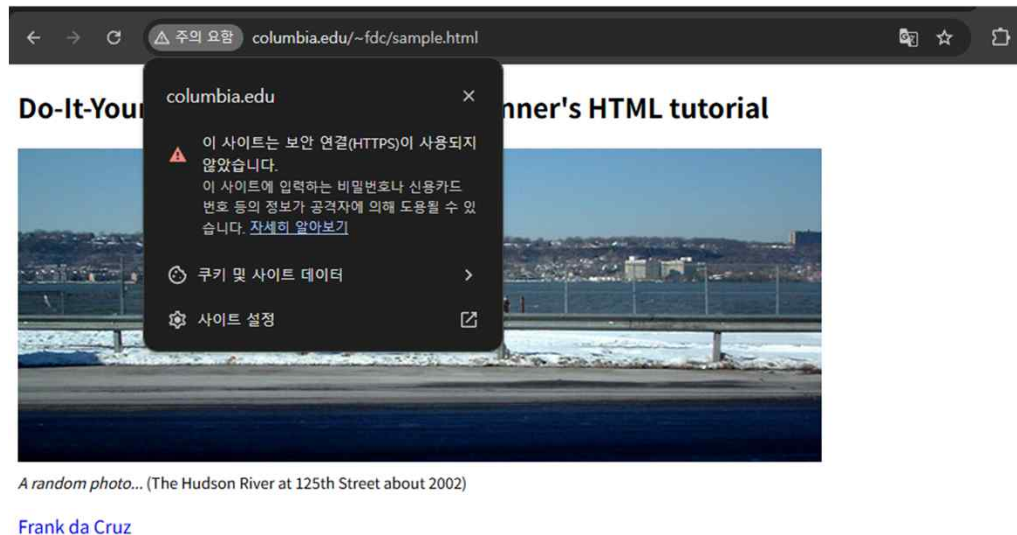 주의 요함 columbia.edu/~fdc/sample.html
Do-It-Your nner's HTML tutorial
columbia.edu
이 사이트는 보안 연결(HTTPS)이 사용되지
않았습니다.
이 사이트에 입력하는 비밀번호나 신용카드
번호 등의 정보가 공격자에 의해 도용될 수 있
습니다. 자세히 알아보기
쿠키 및 사이트 데이터
사이트 설정
A random photo... (The Hudson River at 125th Street about 2002)
Frank da Cruz